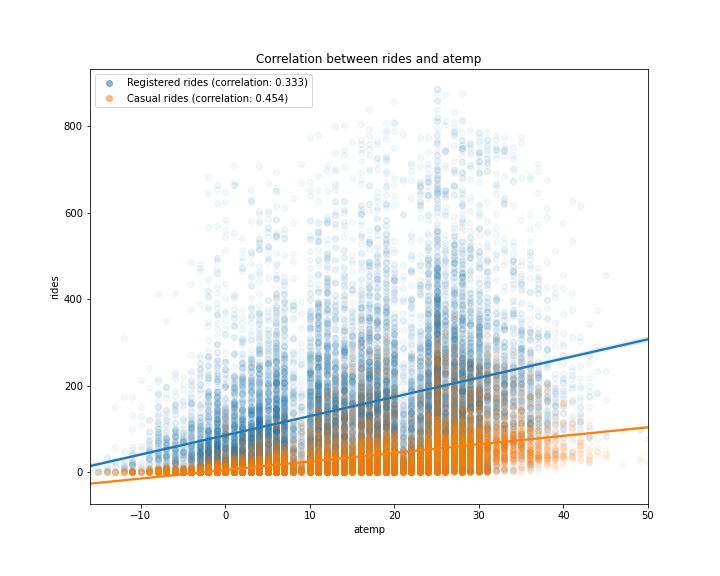 Correlation between rides and atemp
Registered rides (correlation: 0.333)
Casual rides (correlation: 0.454)
800
600
400
200
0
rides
−10
0
10
20
30
40
50
atemp